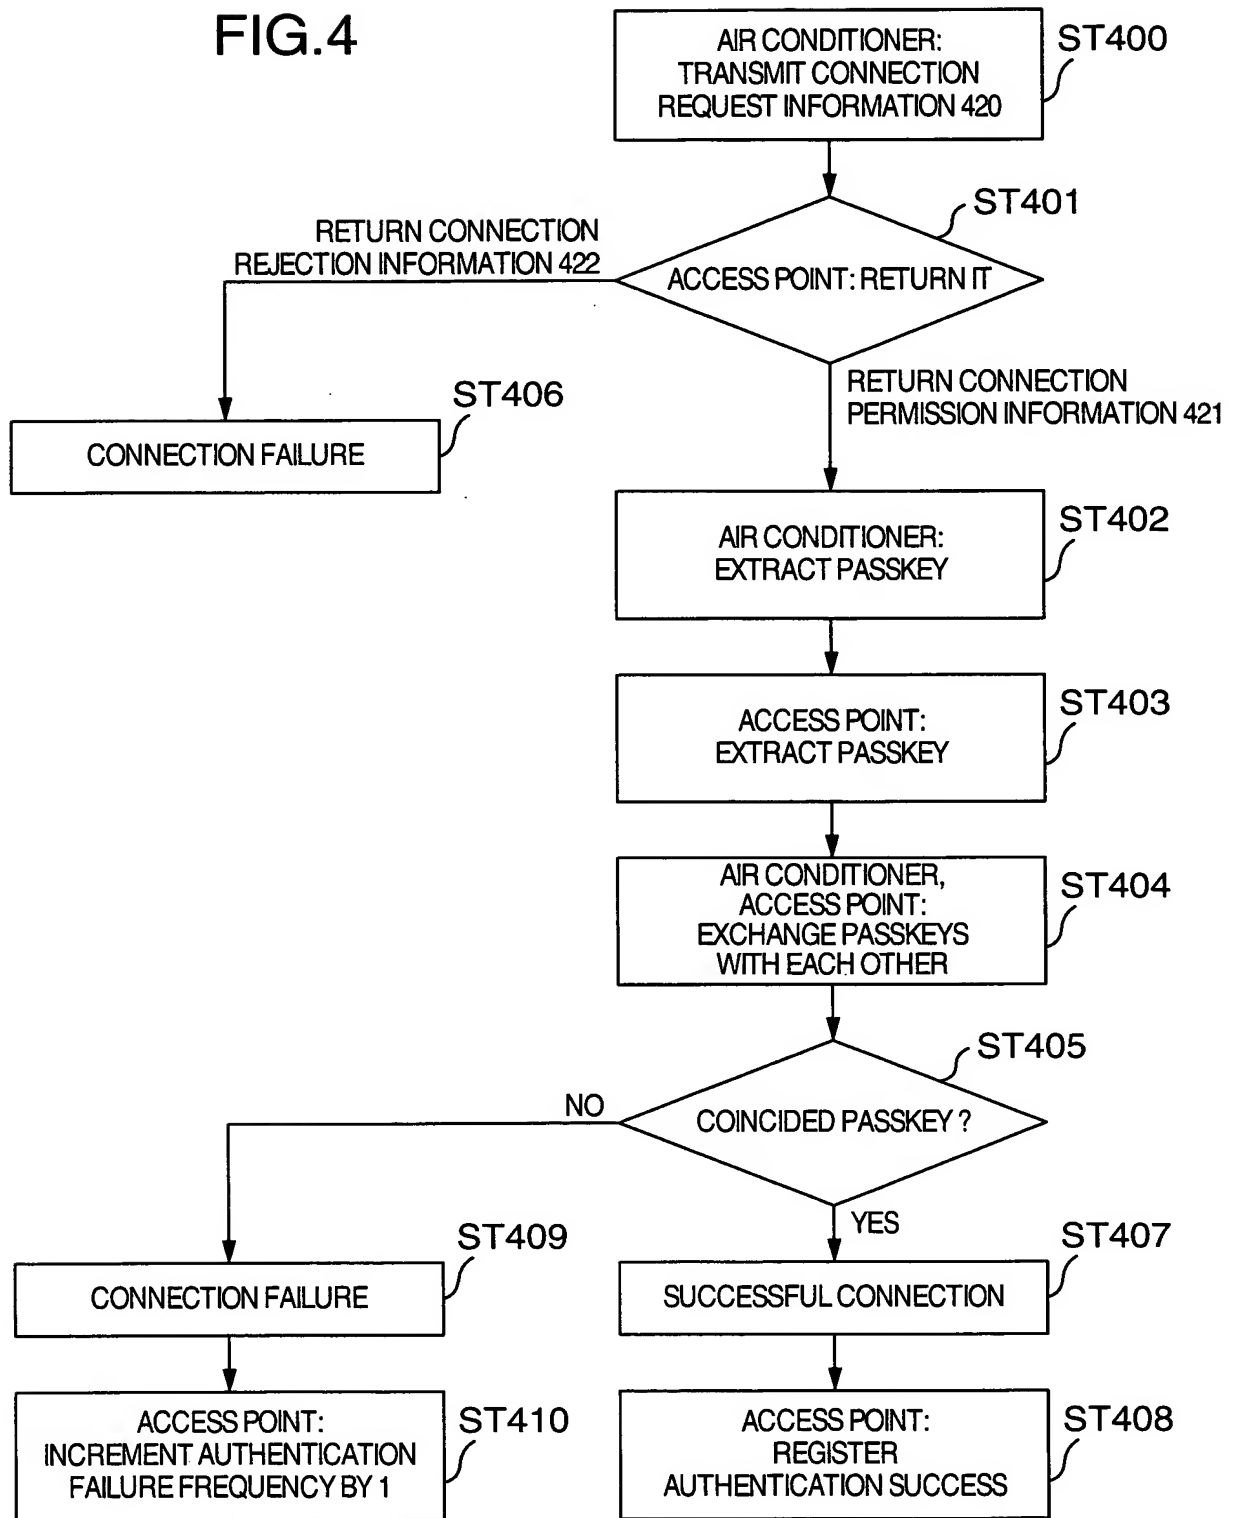 FIG.4
AIR CONDITIONER:
TRANSMIT CONNECTION
REQUEST INFORMATION 420
ST400
ST401
RETURN CONNECTION
REJECTION INFORMATION 422
ACCESS POINT: RETURN IT
RETURN CONNECTION
PERMISSION INFORMATION 421
ST406
CONNECTION FAILURE
AIR CONDITIONER:
EXTRACT PASSKEY
ST402
ACCESS POINT:
EXTRACT PASSKEY
ST403
AIR CONDITIONER,
ACCESS POINT:
EXCHANGE PASSKEYS
WITH EACH OTHER
ST404
ST405
NO
COINCIDED PASSKEY ?
YES
ST409
CONNECTION FAILURE
ST407
SUCCESSFUL CONNECTION
ACCESS POINT:
INCREMENT AUTHENTICATION
FAILURE FREQUENCY BY 1
ST410
ACCESS POINT:
REGISTER
AUTHENTICATION SUCCESS
ST408